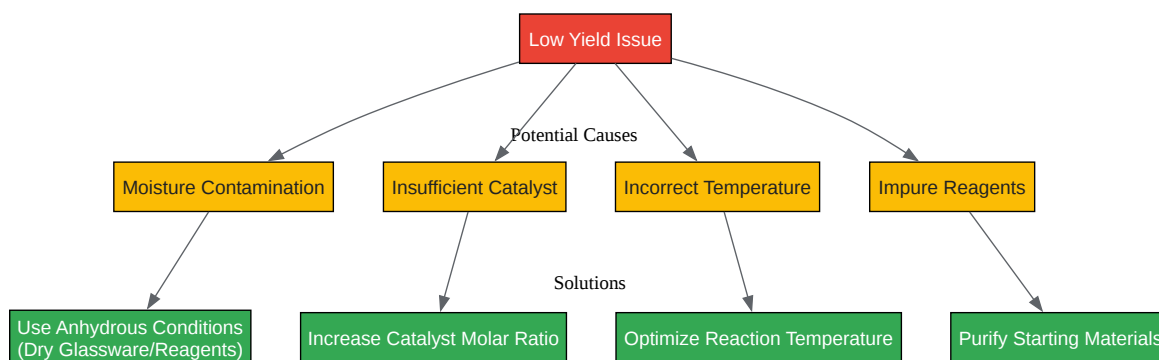 Low Yield Issue
Potential Causes
Moisture Contamination
Insufficient Catalyst
Incorrect Temperature
Impure Reagents
Solutions
Use Anhydrous Conditions
(Dry Glassware/Reagents)
Increase Catalyst Molar Ratio
Optimize Reaction Temperature
Purify Starting Materials